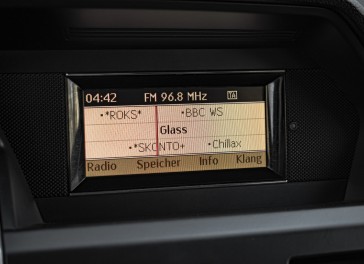 04:42 FM 96.8 MHz TA
•*ROKS* •BBC WS
Glass
•*SKONTO+ •Chillax
Radio Speicher Info Klang